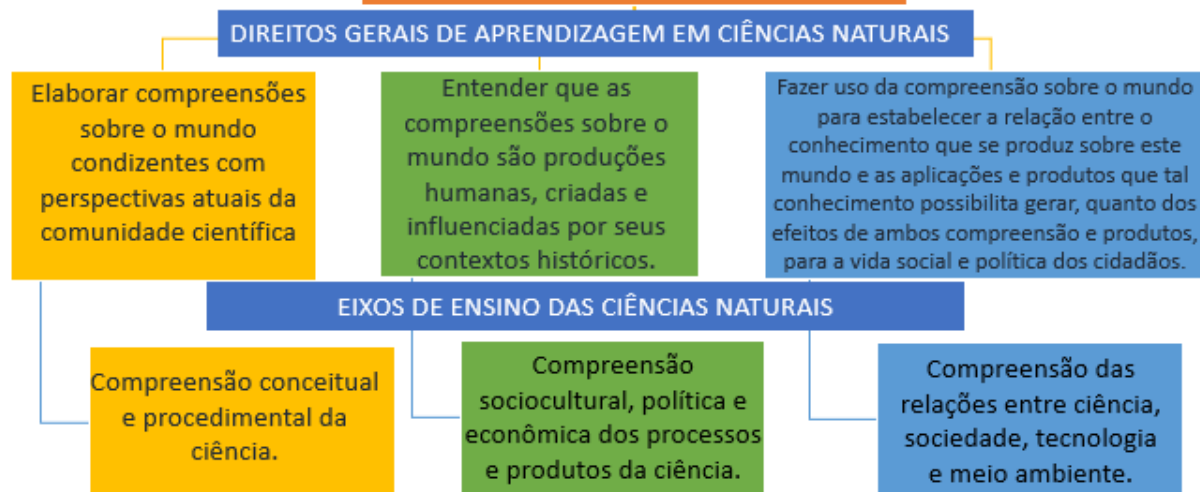 DIREITOS GERAIS DE APRENDIZAGEM EM CIÊNCIAS NATURAIS
Elaborar compreensões
sobre o mundo
condizentes com
perspectivas atuais da
comunidade científica
Entender que as
compreensões sobre o
mundo são produções
humanas, criadas e
influenciadas por seus
contextos históricos.
Fazer uso da compreensão sobre o mundo
para estabelecer a relação entre o
conhecimento que se produz sobre este
mundo e as aplicações e produtos que tal
conhecimento possibilita gerar, quanto dos
efeitos de ambos compreensão e produtos,
para a vida social e política dos cidadãos.
EIXOS DE ENSINO DAS CIÊNCIAS NATURAIS
Compreensão conceitual
e procedimental da
ciência.
Compreensão
sociocultural, política e
econômica dos processos
e produtos da ciência.
Compreensão das
relações entre ciência,
sociedade, tecnologia
e meio ambiente.